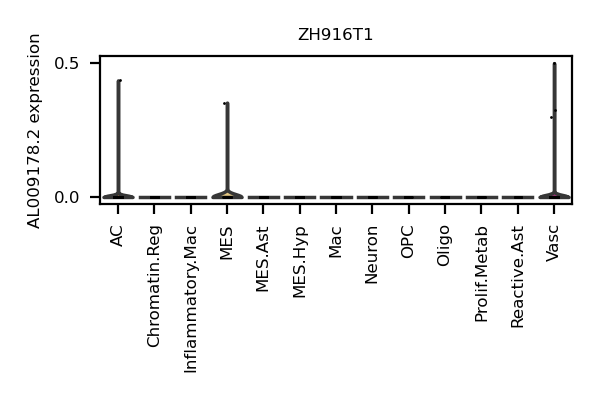 ZH916T1
AL009178.2 expression
0.5
0.0
AC
Chromatin.Reg
Inflammatory.Mac
MES
MES.Ast
MES.Hyp
Mac
Neuron
OPC
Oligo
Prolif.Metab
Reactive.Ast
Vasc